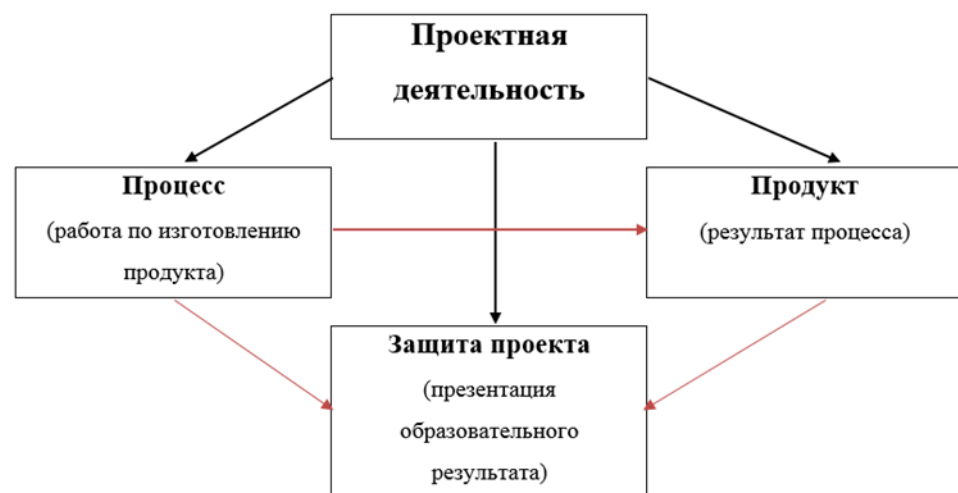 Проектная
деятельность
Процесс
(работа по изготовлению
продукта)
Продукт
(результат процесса)
Защита проекта
(презентация
образовательного
результата)